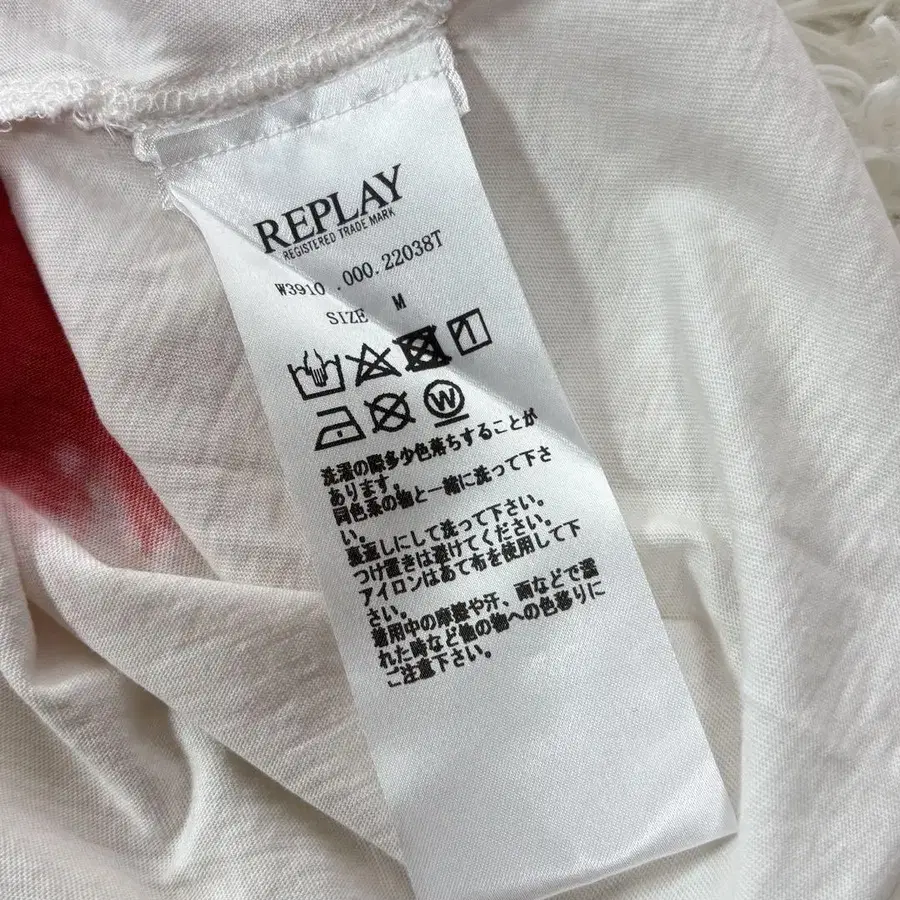 REPLAY
REGISTERED TRADE MARK
W3910 .000.22038T
SIZE M
W
洗濯の際多少色落ちすることが
あります。
同色系の物と一緒に洗って下さ
い。
裏返しにして洗って下さい。
つけ置きは避けてください。
アイロンはあて布を使用して下
さい。
着用中の摩擦や汗、雨などで濡
れた時など他の物への色移りに
ご注意下さい。